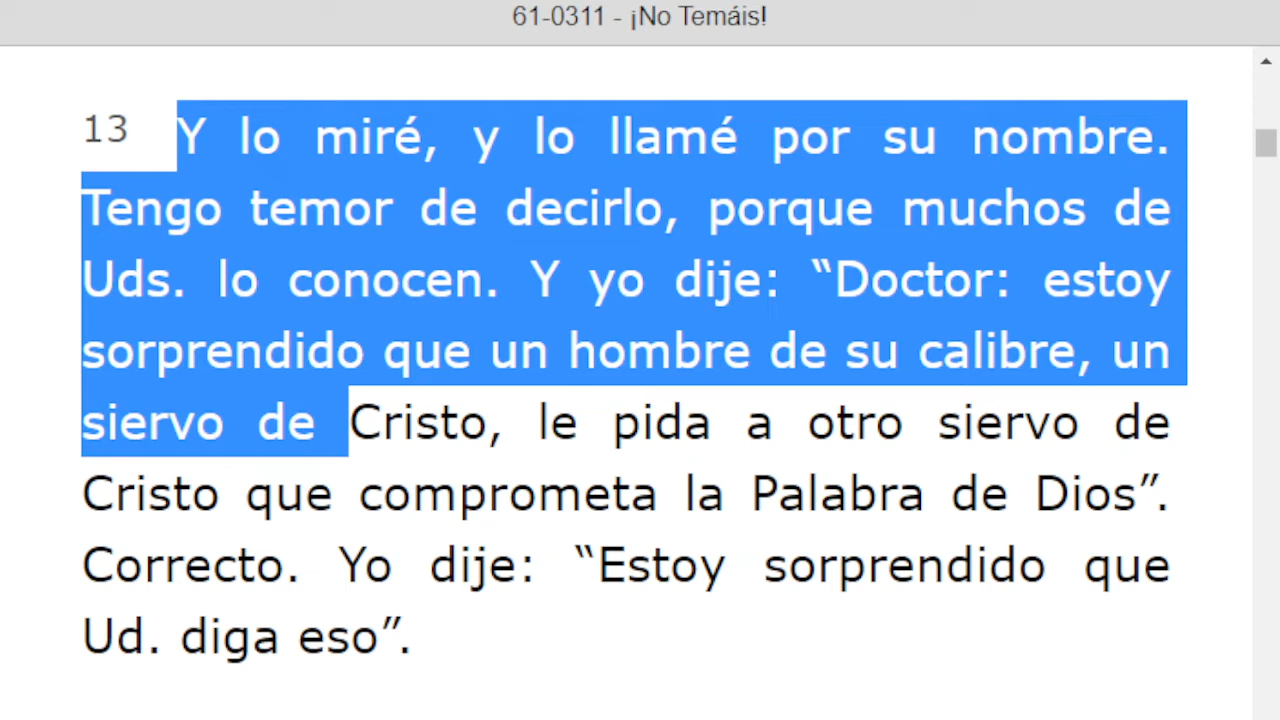 61-0311 - ¡No Temáis!
13 Y lo miré, y lo llamé por su nombre.
Tengo temor de decirlo, porque muchos de
Uds. lo conocen. Y yo dije: “Doctor: estoy
sorprendido que un hombre de su calibre, un
siervo de Cristo, le pida a otro siervo de
Cristo que comprometa la Palabra de Dios”.
Correcto. Yo dije: “Estoy sorprendido que
Ud. diga eso”.